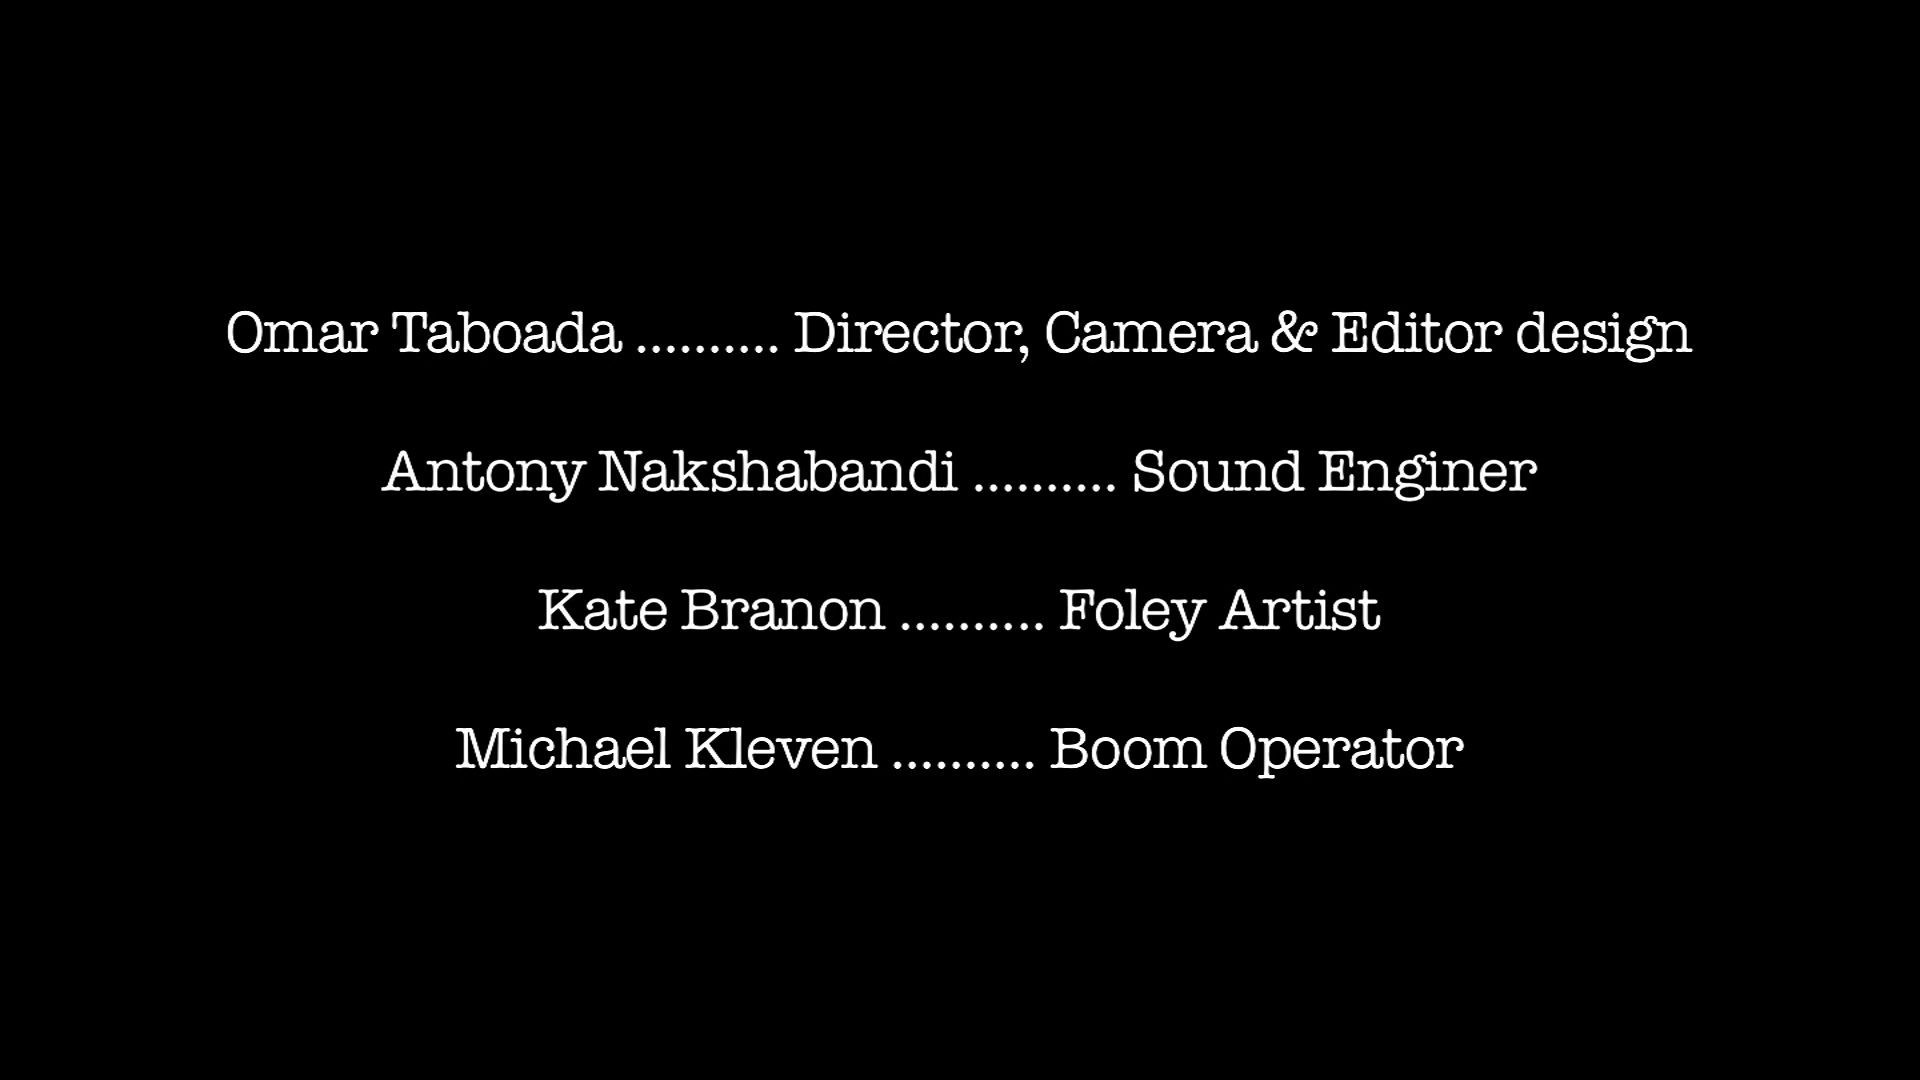 Omar Taboada .......... Director, Camera & Editor design
Antony Nakshabandi .......... Sound Enginer
Kate Branon .......... Foley Artist
Michael Kleven .......... Boom Operator